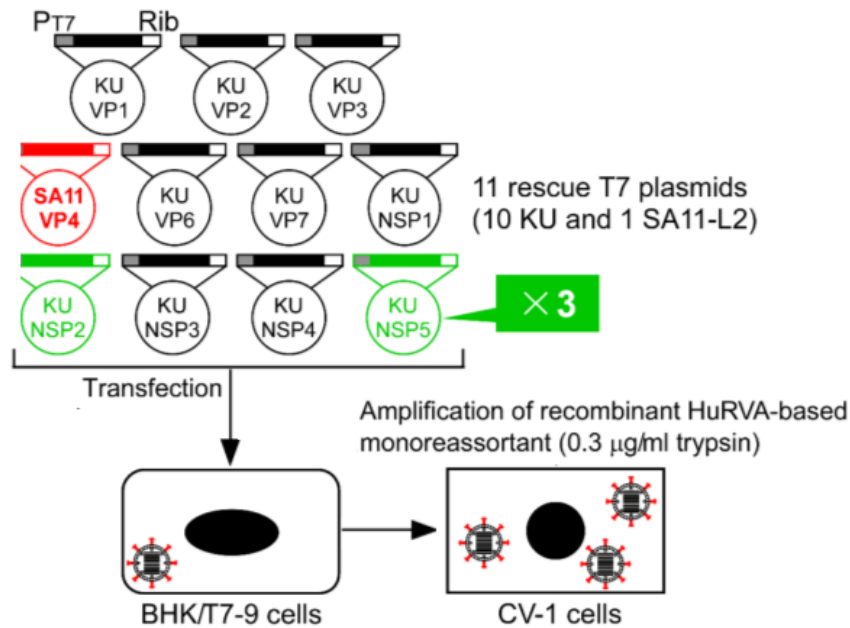 PT7 Rib
KU VP1
KU VP2
KU VP3
SA11 VP4
KU VP6
KU VP7
KU NSP1
11 rescue T7 plasmids
(10 KU and 1 SA11-L2)
KU NSP2
KU NSP3
KU NSP4
KU NSP5
×3
Transfection
Amplification of recombinant HuRVA-based
monoreassortant (0.3 μg/ml trypsin)
BHK/T7-9 cells
CV-1 cells